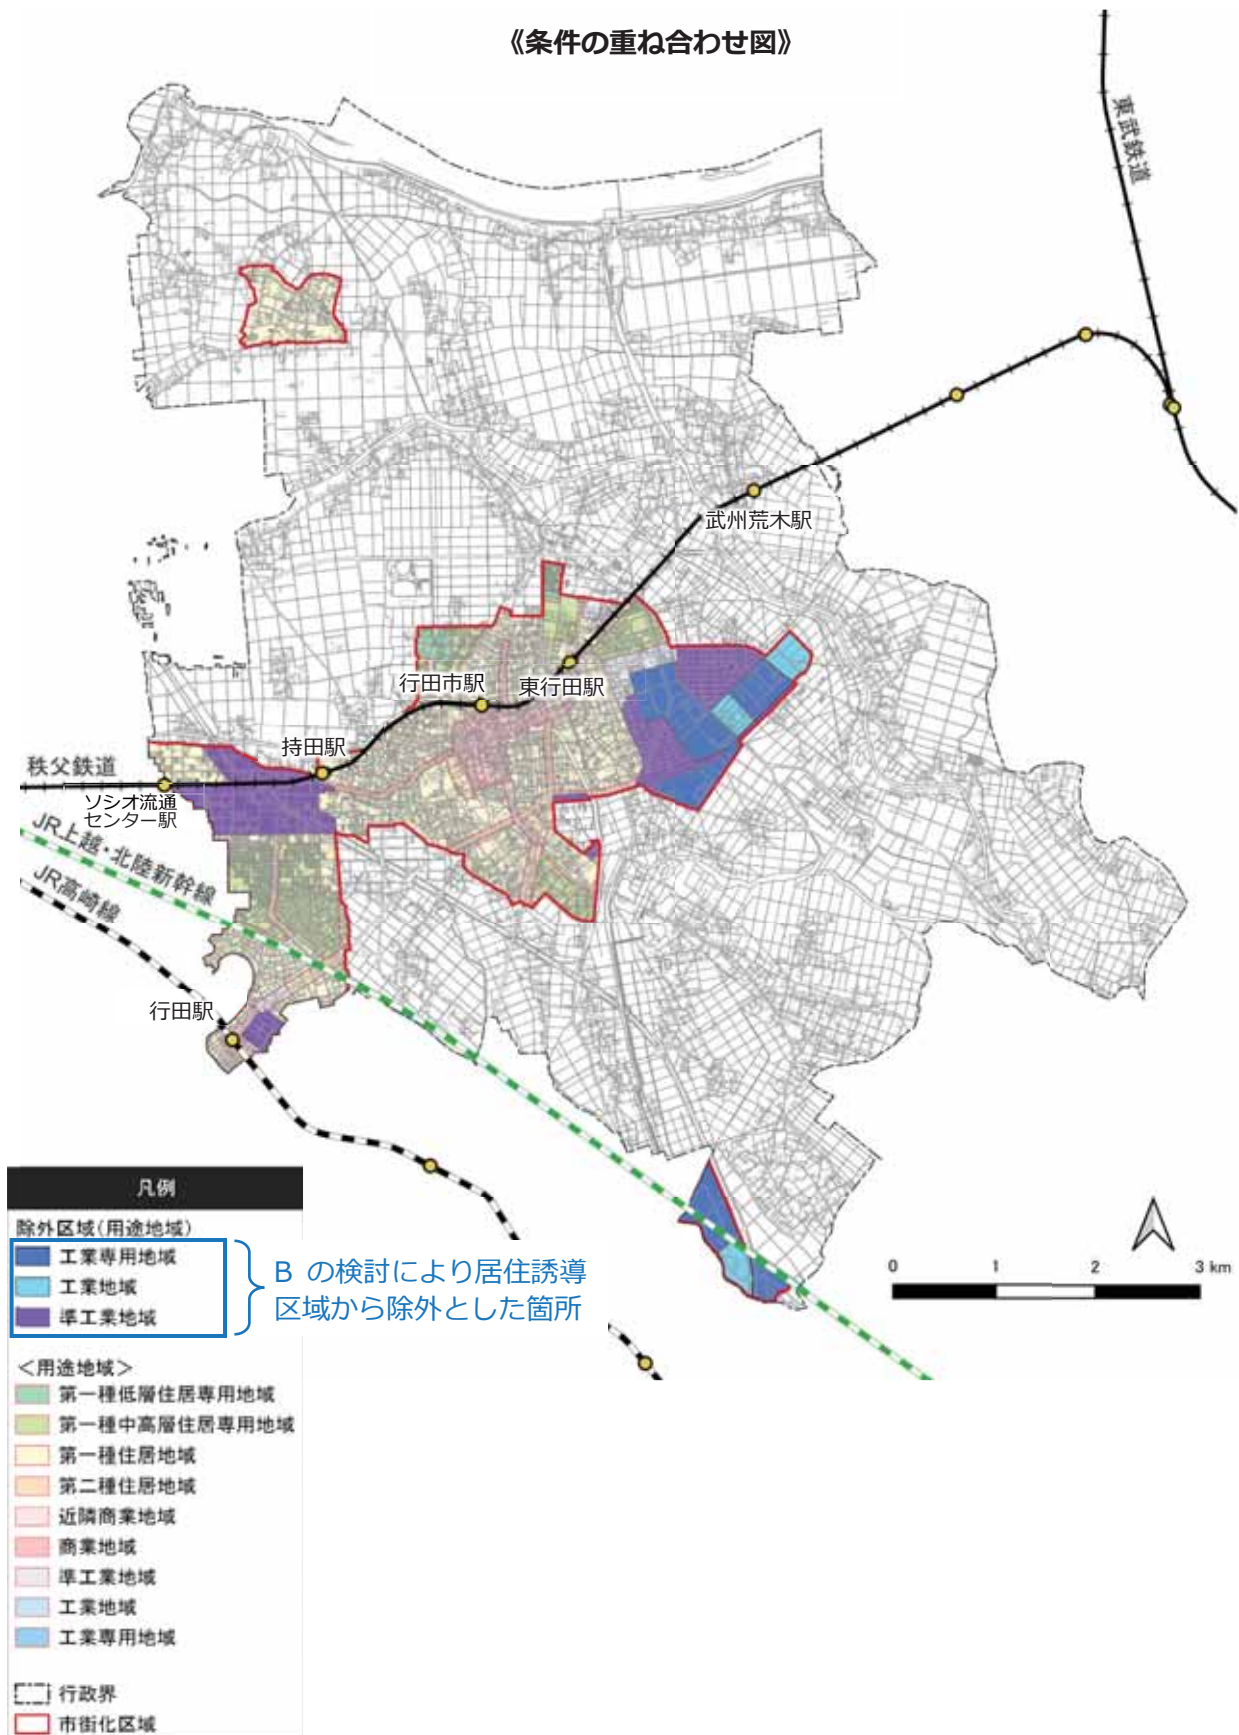 《条件の重ね合わせ図》
東武鉄道
武州荒木駅
行田市駅
東行田駅
持田駅
秩父鉄道
ソシオ流通
センター駅
JR上越・北陸新幹線
JR高崎線
行田駅
凡例
除外区域(用途地域)
工業専用地域
工業地域
準工業地域
B の検討により居住誘導
区域から除外とした箇所
0 1 2 3 km
<用途地域>
第一種低層住居専用地域
第一種中高層住居専用地域
第一種住居地域
第二種住居地域
近隣商業地域
商業地域
準工業地域
工業地域
工業専用地域
行政界
市街化区域